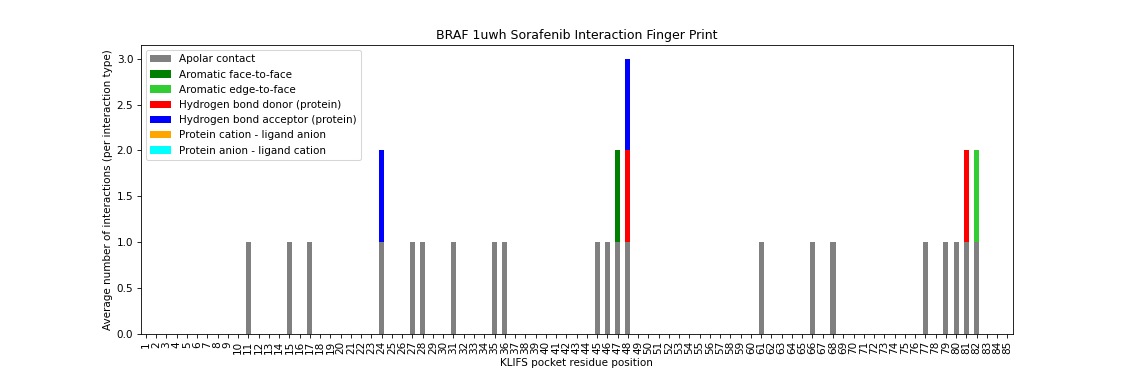 BRAF 1uwh Sorafenib Interaction Finger Print
Average number of interactions (per interaction type)
3.0
2.5
2.0
1.5
1.0
0.5
0.0
Apolar contact
Aromatic face-to-face
Aromatic edge-to-face
Hydrogen bond donor (protein)
Hydrogen bond acceptor (protein)
Protein cation - ligand anion
Protein anion - ligand cation
1 2 3 4 5 6 7 8 9 10 11 12 13 14 15 16 17 18 19 20 21 22 23 24 25 26 27 28 29 30 31 32 33 34 35 36 37 38 39 40 41 42 43 44 45 46 47 48 49 50 51 52 53 54 55 56 57 58 59 60 61 62 63 64 65 66 67 68 69 70 71 72 73 74 75 76 77 78 79 80 81 82 83 84 85
KLIFS pocket residue position